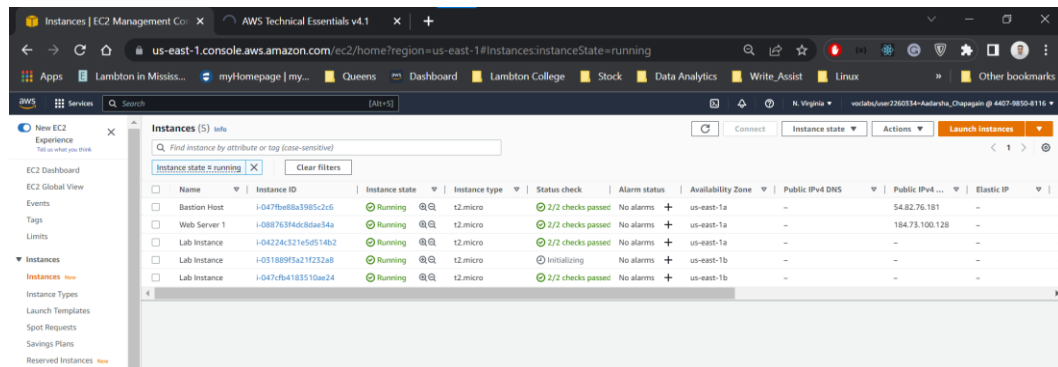 Instances | EC2 Management Con
AWS Technical Essentials v4.1
us-east-1.console.aws.amazon.com/ec2/home?region=us-east-1#Instances:instanceState=running
Apps Lambton in Mississ... myHomepage | my... Queens Dashboard Lambton College Stock Data Analytics Write_Assist Linux » Other bookmarks
aws Services Search [Alt+S] N. Virginia voclabs/user2260334=Aadarsha_Chapagain @ 4407-9850-8116
New EC2 Experience
Tell us what you think
EC2 Dashboard
EC2 Global View
Events
Tags
Limits
Instances
Instances New
Instance Types
Launch Templates
Spot Requests
Savings Plans
Reserved Instances New
Instances (5) Info
Connect Instance state Actions Launch instances
Find instance by attribute or tag (case-sensitive)
< 1 >
Instance state = running X Clear filters
Name Instance ID Instance state Instance type Status check Alarm status Availability Zone Public IPv4 DNS Public IPv4 ... Elastic IP
Bastion Host i-047fbe88a3985c2c6 Running t2.micro 2/2 checks passed No alarms + us-east-1a – 54.82.76.181 –
Web Server 1 i-088763f4dc8dae34a Running t2.micro 2/2 checks passed No alarms + us-east-1a – 184.73.100.128 –
Lab Instance i-04224c321e5d514b2 Running t2.micro 2/2 checks passed No alarms + us-east-1a – – –
Lab Instance i-031889f3a21f232a8 Running t2.micro Initializing No alarms + us-east-1b – – –
Lab Instance i-047cfb4183510ae24 Running t2.micro 2/2 checks passed No alarms + us-east-1b – – –